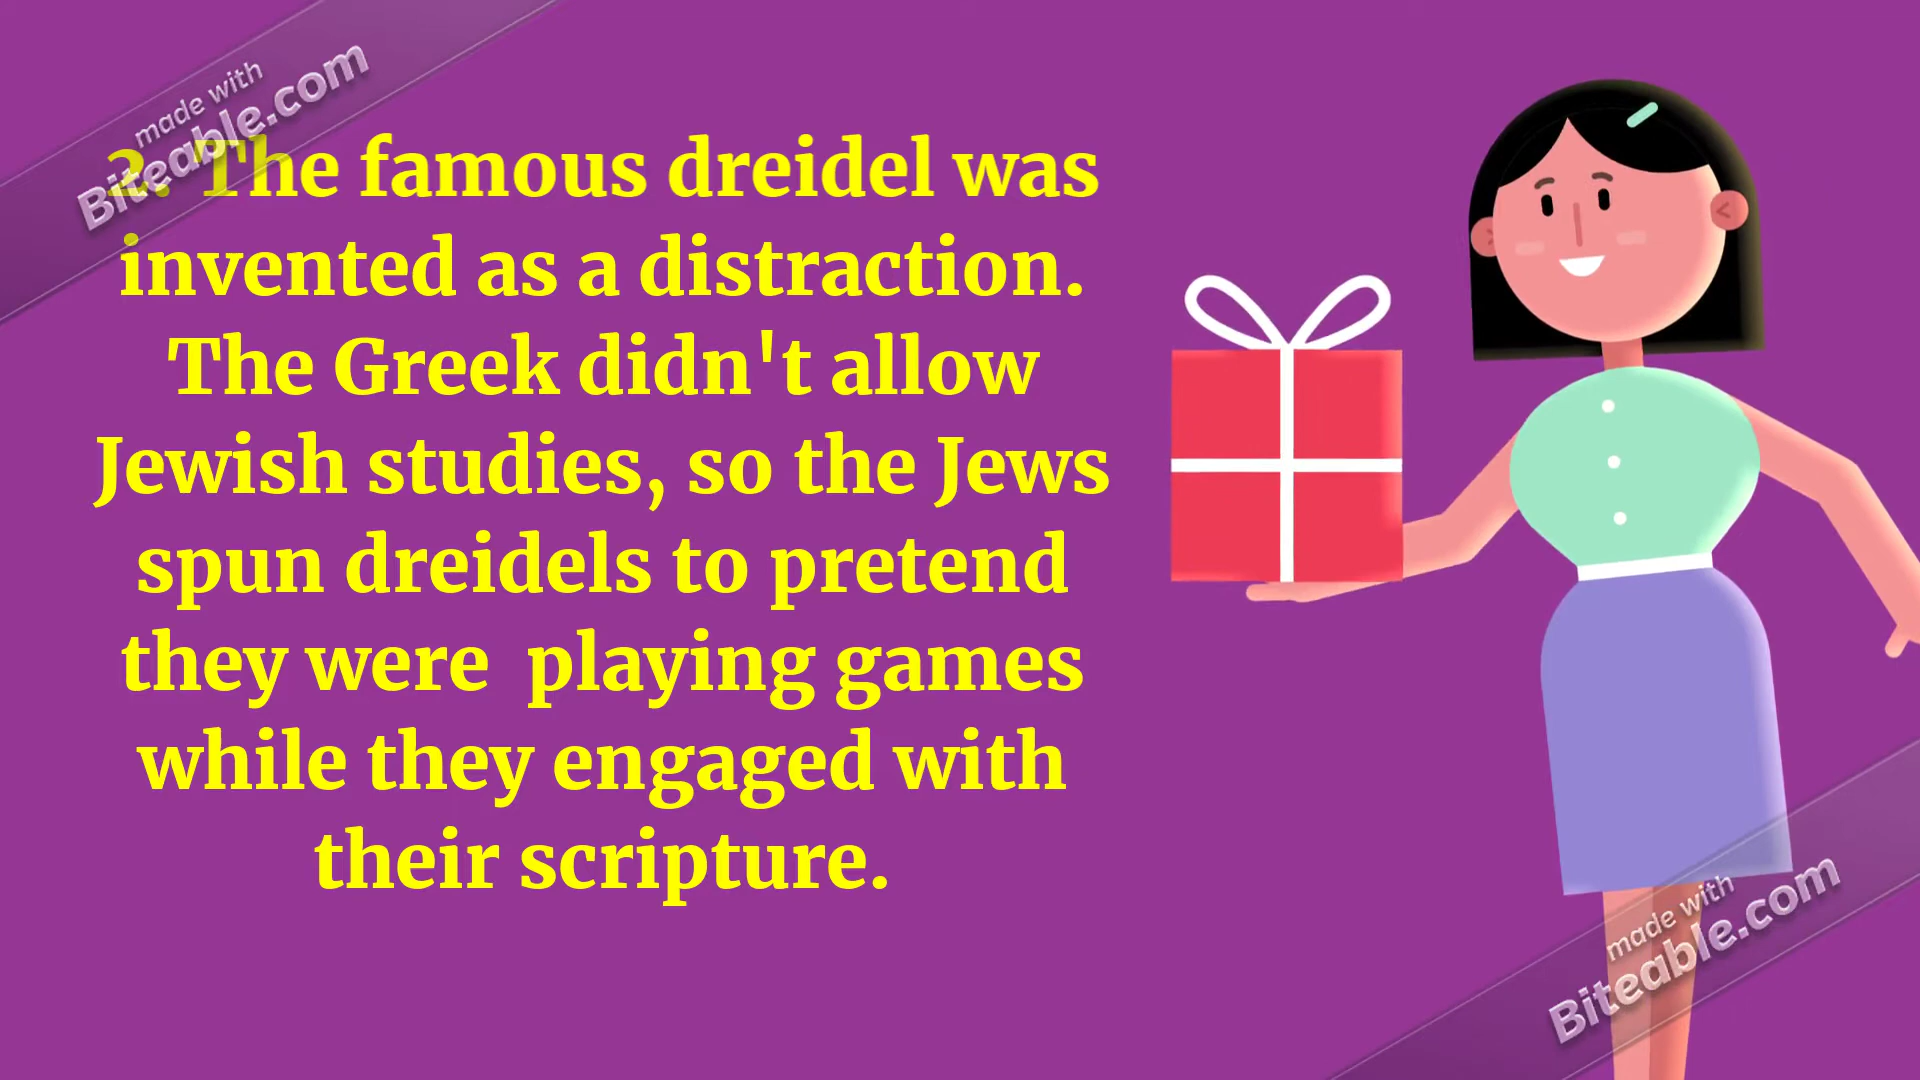 made with
Biteable.com
2. The famous dreidel was
invented as a distraction.
The Greek didn't allow
Jewish studies, so the Jews
spun dreidels to pretend
they were  playing games
while they engaged with
their scripture.
made with
Biteable.com